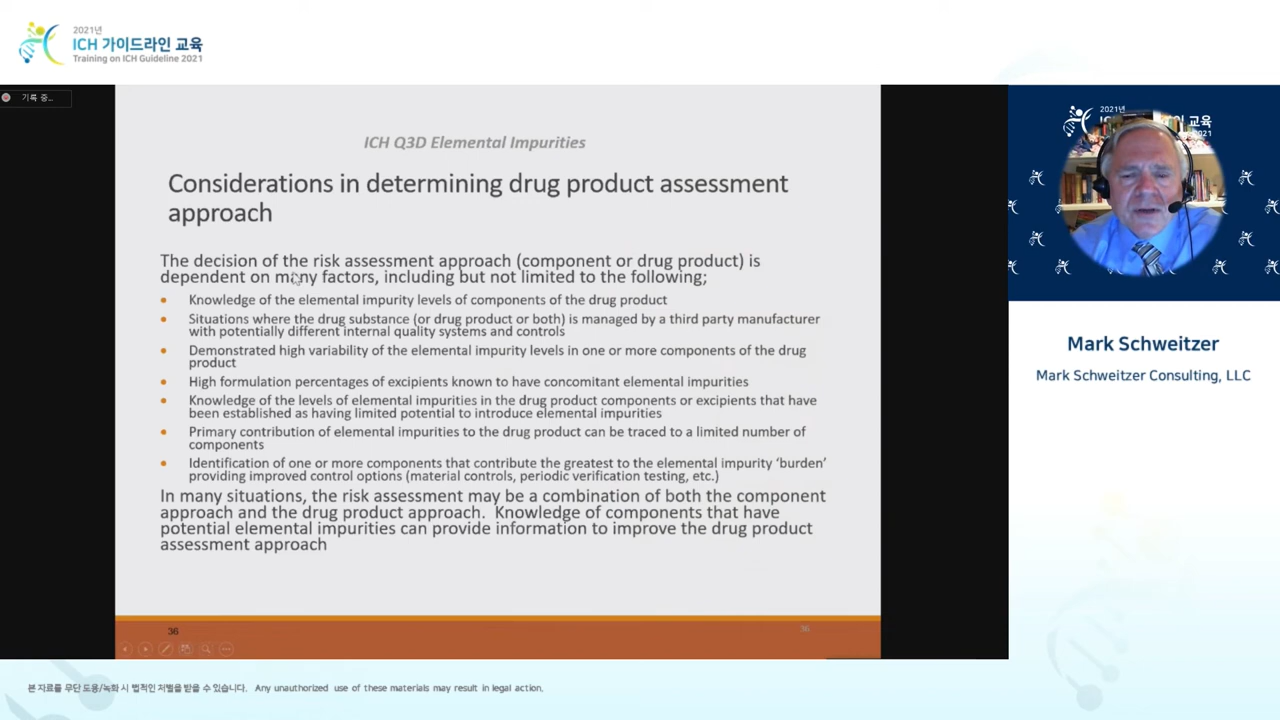 2021년
ICH 가이드라인 교육
Training on ICH Guideline 2021
기록 중...
ICH Q3D Elemental Impurities
Considerations in determining drug product assessment
approach
The decision of the risk assessment approach (component or drug product) is
dependent on many factors, including but not limited to the following;
Knowledge of the elemental impurity levels of components of the drug product
Situations where the drug substance (or drug product or both) is managed by a third party manufacturer
with potentially different internal quality systems and controls
Demonstrated high variability of the elemental impurity levels in one or more components of the drug
product
High formulation percentages of excipients known to have concomitant elemental impurities
Knowledge of the levels of elemental impurities in the drug product components or excipients that have
been established as having limited potential to introduce elemental impurities
Primary contribution of elemental impurities to the drug product can be traced to a limited number of
components
Identification of one or more components that contribute the greatest to the elemental impurity ‘burden’
providing improved control options (material controls, periodic verification testing, etc.)
In many situations, the risk assessment may be a combination of both the component
approach and the drug product approach. Knowledge of components that have
potential elemental impurities can provide information to improve the drug product
assessment approach
36
36
2021년
교육
2021
Mark Schweitzer
Mark Schweitzer Consulting, LLC
본 자료를 무단 도용/녹화 시 법적인 처벌을 받을 수 있습니다. Any unauthorized use of these materials may result in legal action.